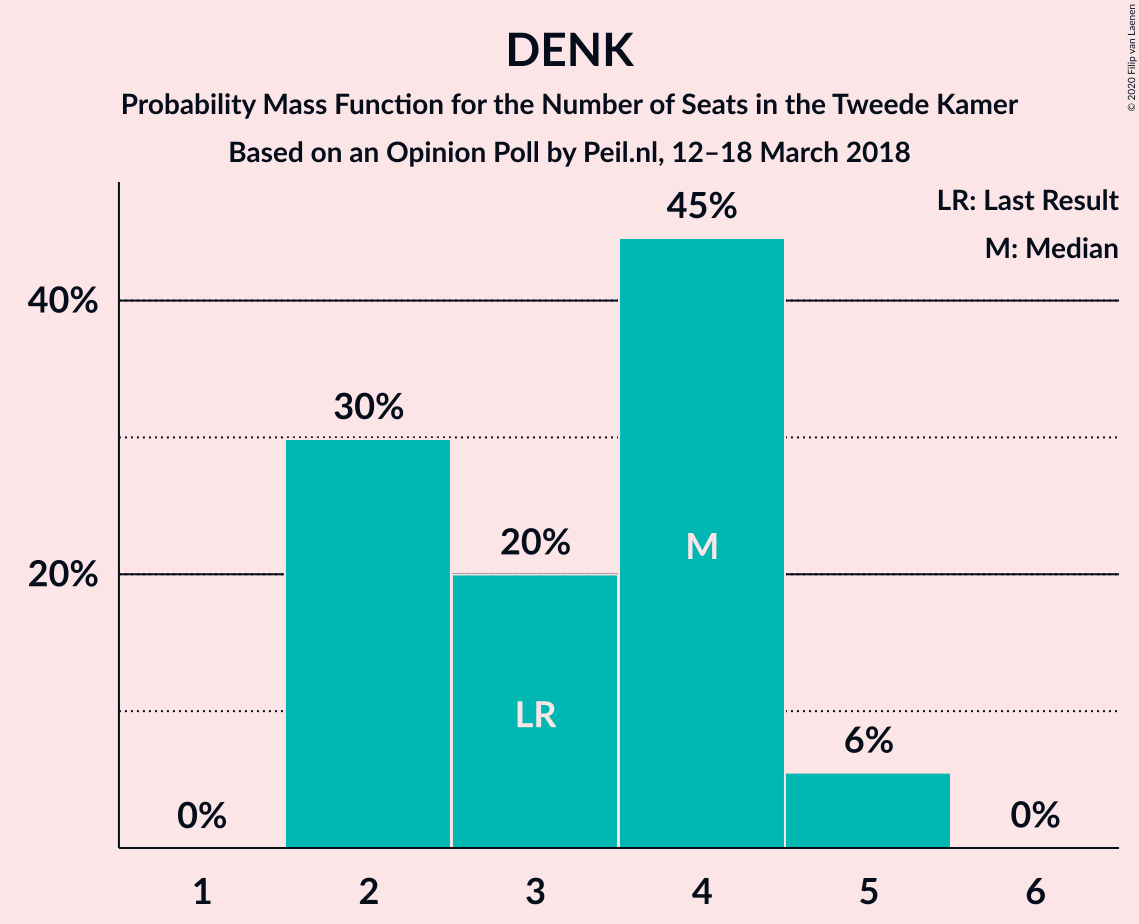 DENK
Probability Mass Function for the Number of Seats in the Tweede Kamer
Based on an Opinion Poll by Peil.nl, 12–18 March 2018
© 2020 Filip van Laenen
LR: Last Result
M: Median
45%
40%
30%
20%
M
20%
LR
6%
0%
0%
1 2 3 4 5 6